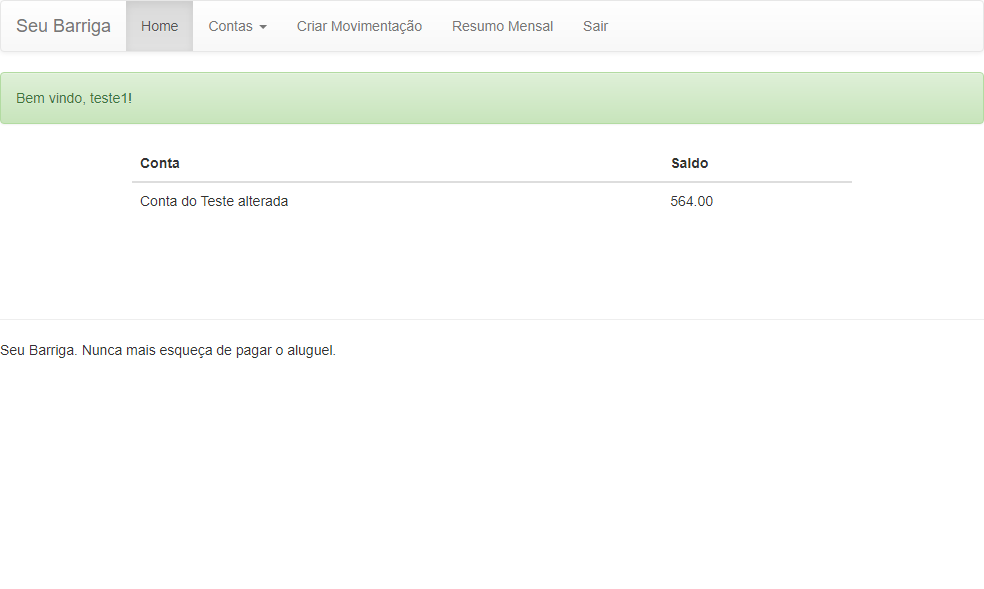 Seu Barriga Home Contas Criar Movimentação Resumo Mensal Sair
Bem vindo, teste1!
Conta Saldo
Conta do Teste alterada 564.00
Seu Barriga. Nunca mais esqueça de pagar o aluguel.